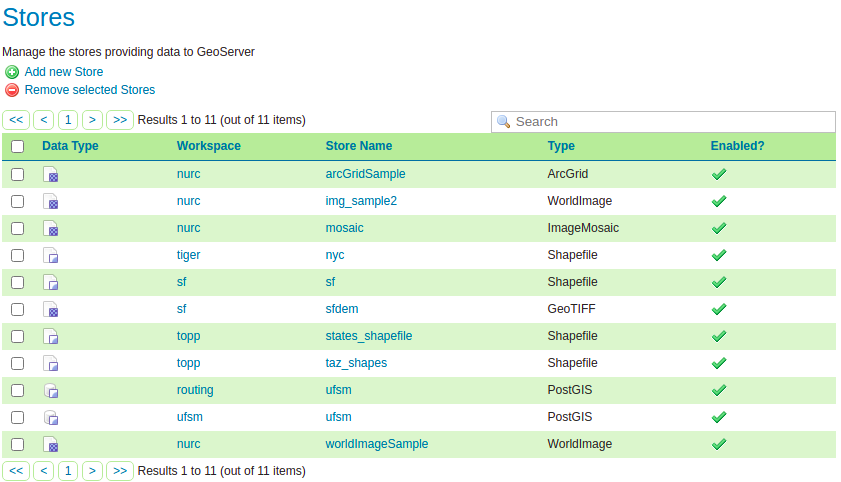 Stores
Manage the stores providing data to GeoServer
Add new Store
Remove selected Stores
<< < 1 > >> Results 1 to 11 (out of 11 items) Search
Data Type Workspace Store Name Type Enabled?
nurc arcGridSample ArcGrid
nurc img_sample2 WorldImage
nurc mosaic ImageMosaic
tiger nyc Shapefile
sf sf Shapefile
sf sfdem GeoTIFF
topp states_shapefile Shapefile
topp taz_shapes Shapefile
routing ufsm PostGIS
ufsm ufsm PostGIS
nurc worldImageSample WorldImage
<< < 1 > >> Results 1 to 11 (out of 11 items)